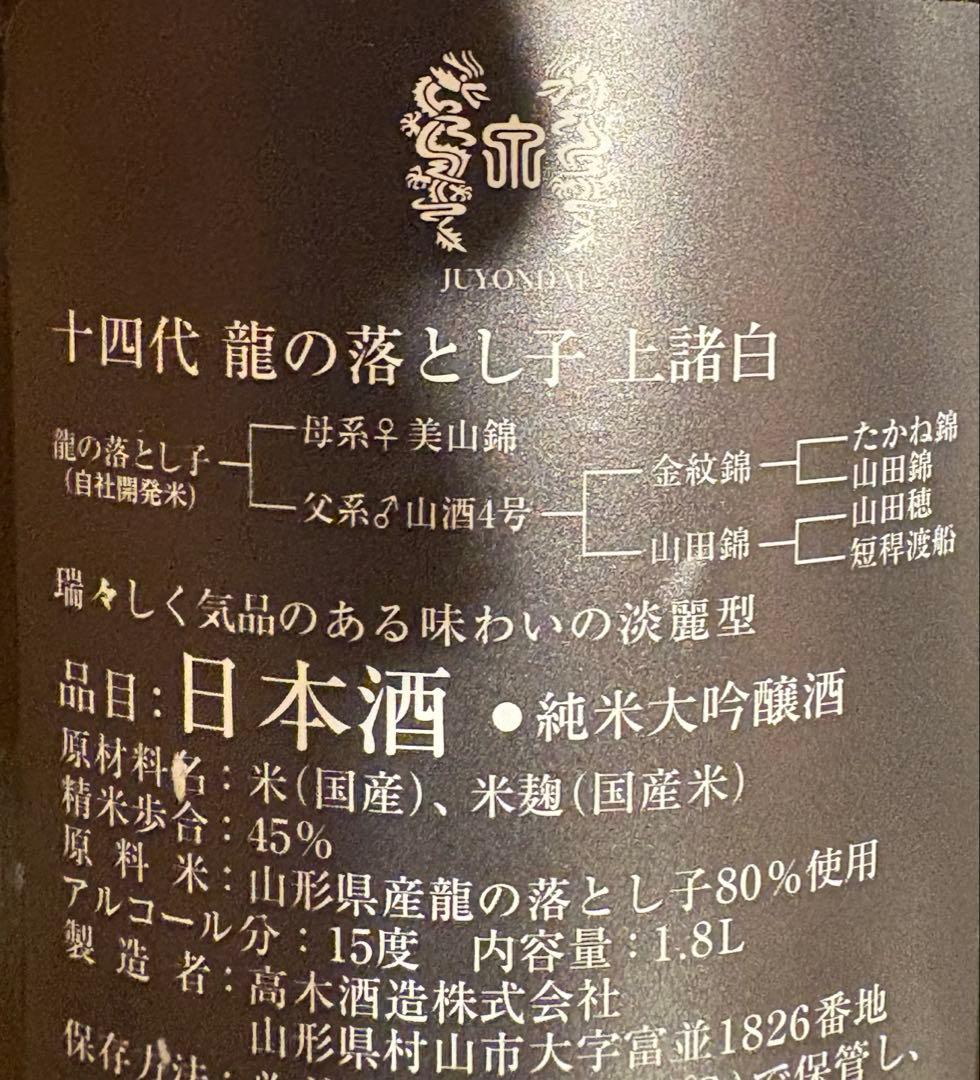 JUYONDAI
十四代 龍の落とし子 上諸白
龍の落とし子
(自社開発米)
母系♀美山錦
父系♂山酒4号
金紋錦
山田錦
たかね錦
山田錦
山田穂
短稈渡船
瑞々しく気品のある味わいの淡麗型
品目:日本酒 ●純米大吟醸酒
原材料名:米(国産)、米麹(国産米)
精米歩合:45%
原料米:山形県産龍の落とし子80%使用
アルコール分:15度 内容量:1.8L
製造者:高木酒造株式会社
山形県村山市大字富並1826番地
保存方法: で保管し、